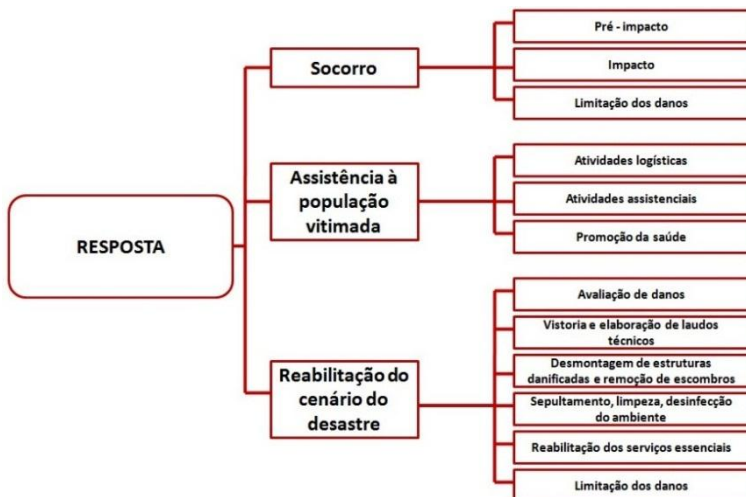 RESPOSTA
Socorro
Pré - impacto
Impacto
Limitação dos danos
Assistência à
população
vitimada
Atividades logísticas
Atividades assistenciais
Promoção da saúde
Reabilitação do
cenário do
desastre
Avaliação de danos
Vistoria e elaboração de laudos
técnicos
Desmontagem de estruturas
danificadas e remoção de escombros
Sepultamento, limpeza, desinfecção
do ambiente
Reabilitação dos serviços essenciais
Limitação dos danos